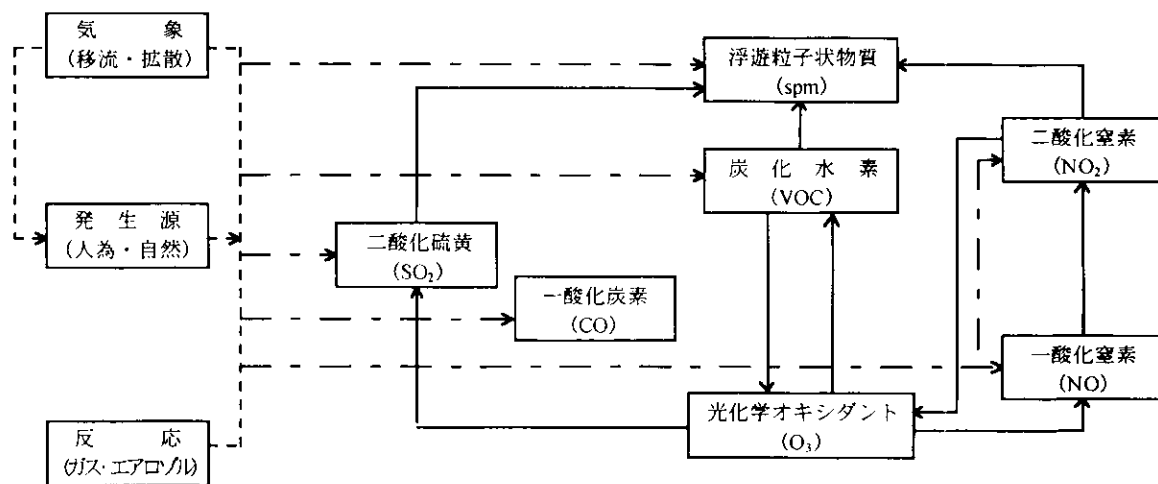 気　　象
(移流・拡散)
浮遊粒子状物質
(spm)
二酸化窒素
(NO₂)
炭 化 水 素
(VOC)
発 生 源
(人為・自然)
二酸化硫黄
(SO₂)
一酸化炭素
(CO)
一酸化窒素
(NO)
光化学オキシダント
(O₃)
反　　応
(ガス・エアロゾル)